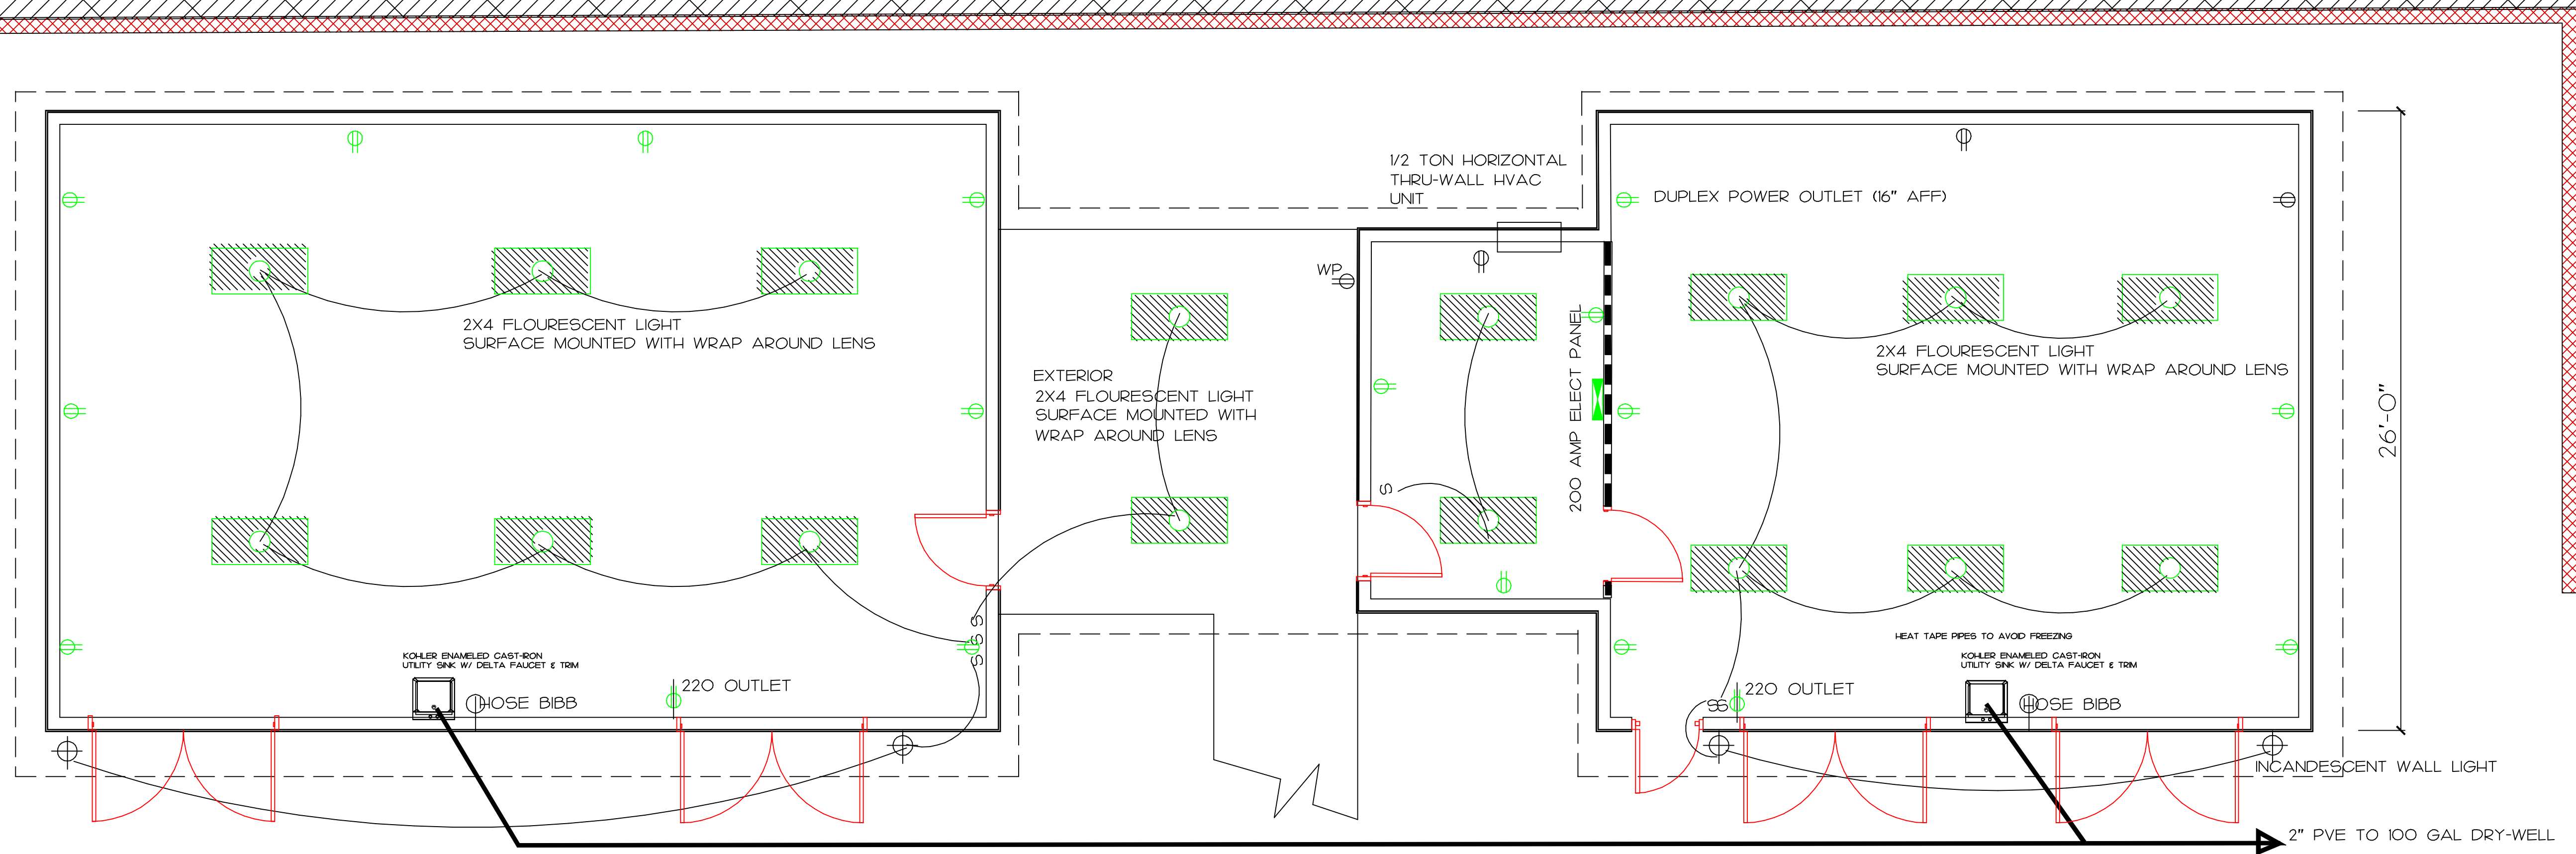 1/2 TON HORIZONTAL
THRU-WALL HVAC
UNIT
DUPLEX POWER OUTLET (16" AFF)
WP
2X4 FLOURESCENT LIGHT
SURFACE MOUNTED WITH WRAP AROUND LENS
EXTERIOR
2X4 FLOURESCENT LIGHT
SURFACE MOUNTED WITH
WRAP AROUND LENS
200 AMP ELECT PANEL
2X4 FLOURESCENT LIGHT
SURFACE MOUNTED WITH WRAP AROUND LENS
26'-0"
S
S
S
S
KOHLER ENAMELED CAST-IRON
UTILITY SINK W/ DELTA FAUCET & TRIM
HOSE BIBB
220 OUTLET
HEAT TAPE PIPES TO AVOID FREEZING
KOHLER ENAMELED CAST-IRON
UTILITY SINK W/ DELTA FAUCET & TRIM
SS
220 OUTLET
HOSE BIBB
INCANDESCENT WALL LIGHT
2" PVE TO 100 GAL DRY-WELL